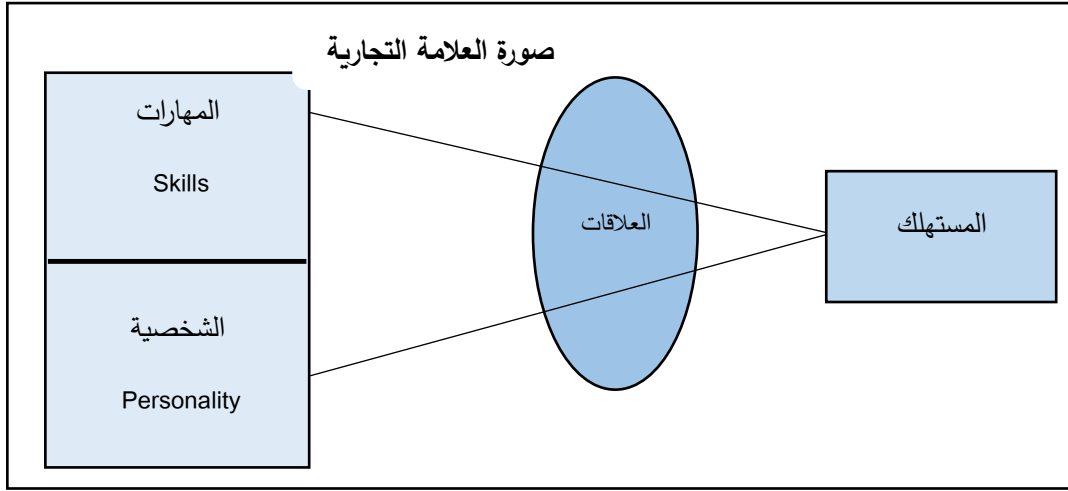 صورة العلامة التجارية
المهارات
Skills
الشخصية
Personality
العلاقات
المستهلك